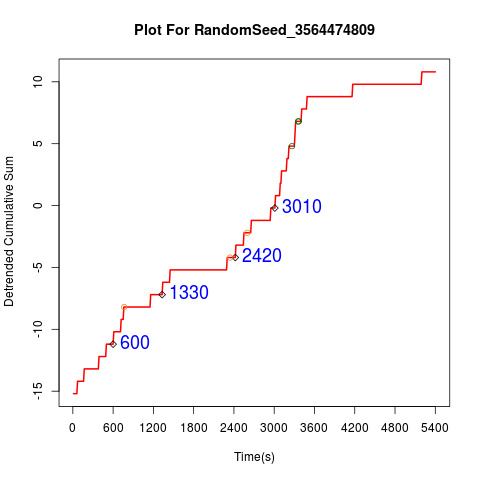 Plot For RandomSeed_3564474809
Detrended Cumulative Sum
10
5
0
-5
-10
-15
3010
2420
1330
600
0 600 1200 1800 2400 3000 3600 4200 4800 5400
Time(s)